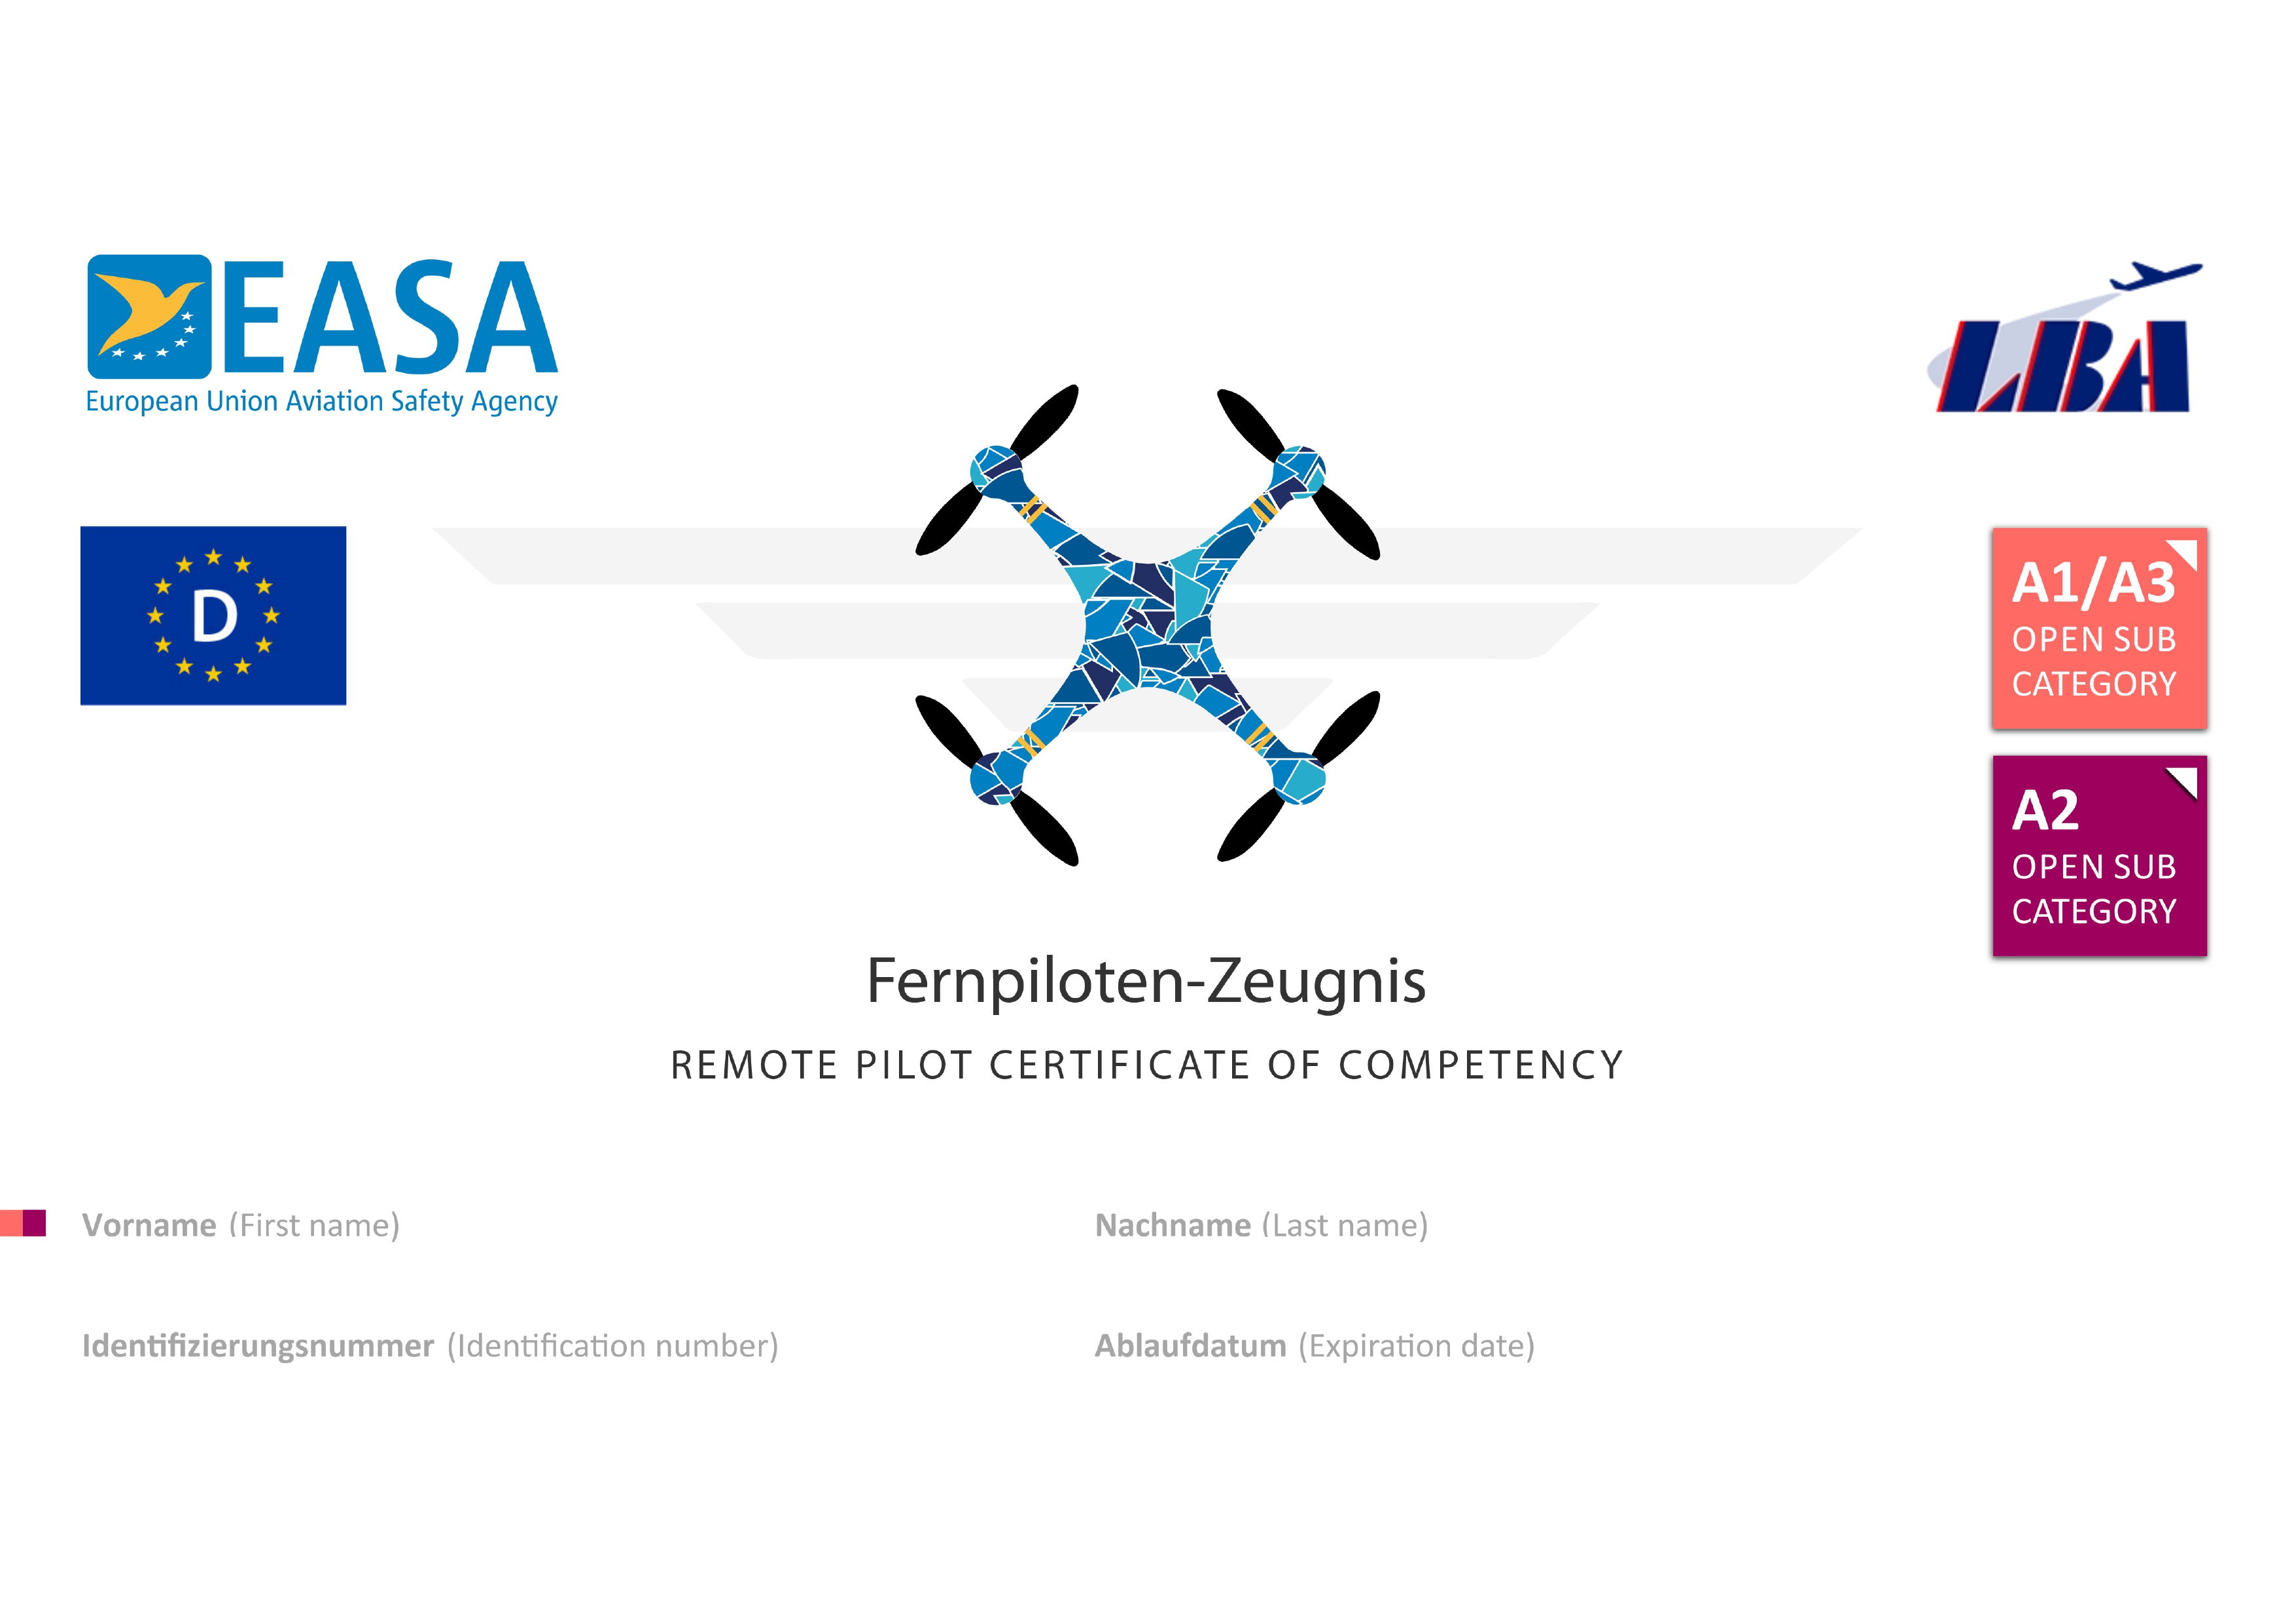 EASA
European Union Aviation Safety Agency
LBA
D
A1/A3
OPEN SUB
CATEGORY
A2
OPEN SUB
CATEGORY
Fernpiloten-Zeugnis
REMOTE PILOT CERTIFICATE OF COMPETENCY
Vorname (First name)
Nachname (Last name)
Identifizierungsnummer (Identification number)
Ablaufdatum (Expiration date)